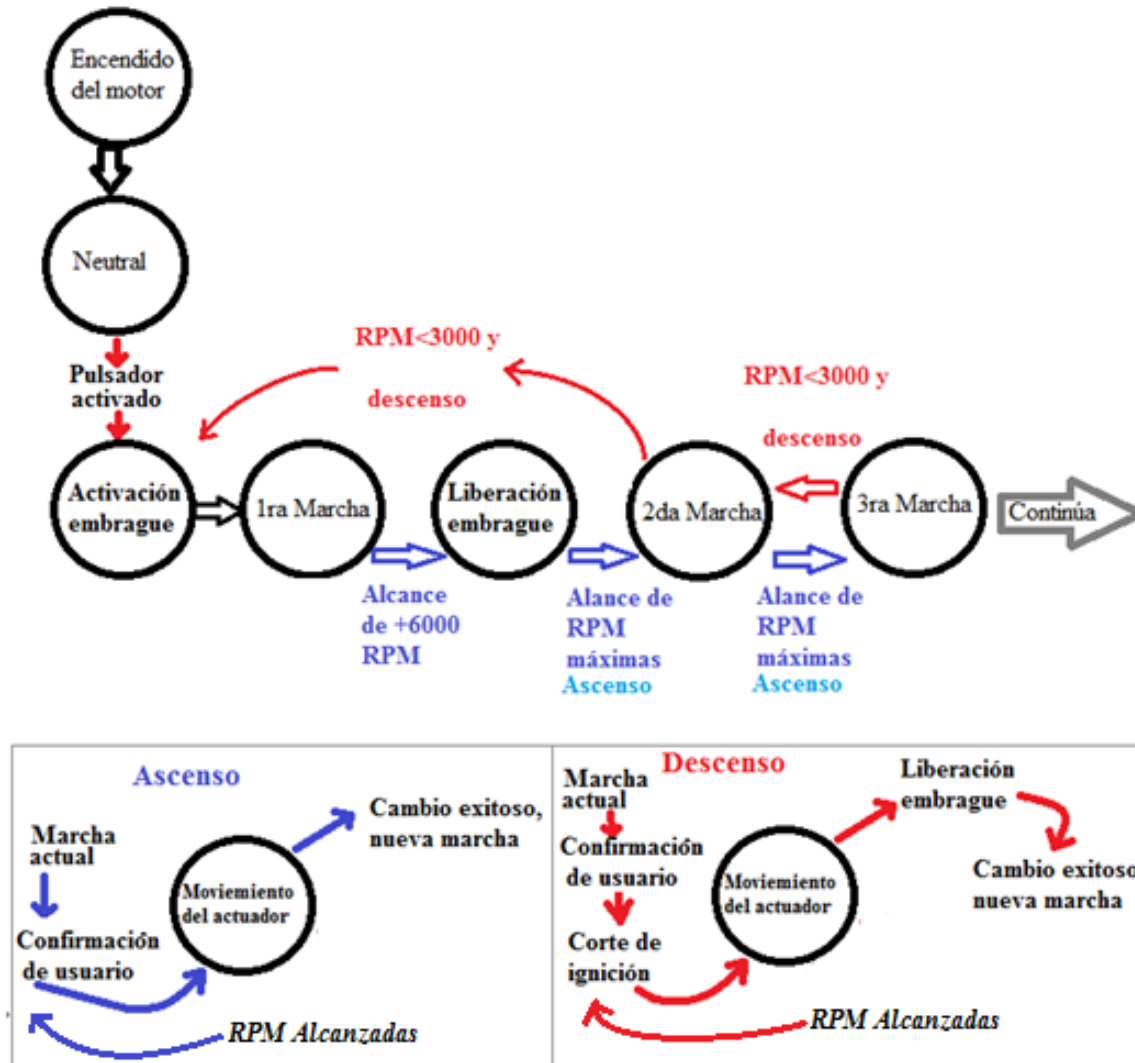 Encendido
del motor
Neutral
Pulsador
activado
RPM<3000 y
descenso
RPM<3000 y
descenso
Activación
embrague
1ra Marcha
Liberación
embrague
2da Marcha
3ra Marcha
Continúa
Alcance
de +6000
RPM
Alance de
RPM
máximas
Ascenso
Alance de
RPM
máximas
Ascenso
Ascenso
Marcha
actual
Confirmación
de usuario
Moviemiento
del actuador
Cambio exitoso,
nueva marcha
RPM Alcanzadas
Descenso
Marcha
actual
Confirmación
de usuario
Corte de
ignición
Moviemiento
del actuador
Liberación
embrague
Cambio exitoso
nueva marcha
RPM Alcanzadas